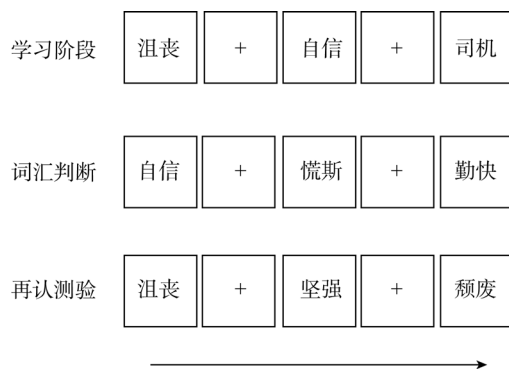 学习阶段 沮丧 + 自信 + 司机
词汇判断 自信 + 慌斯 + 勤快
再认测验 沮丧 + 坚强 + 颓废